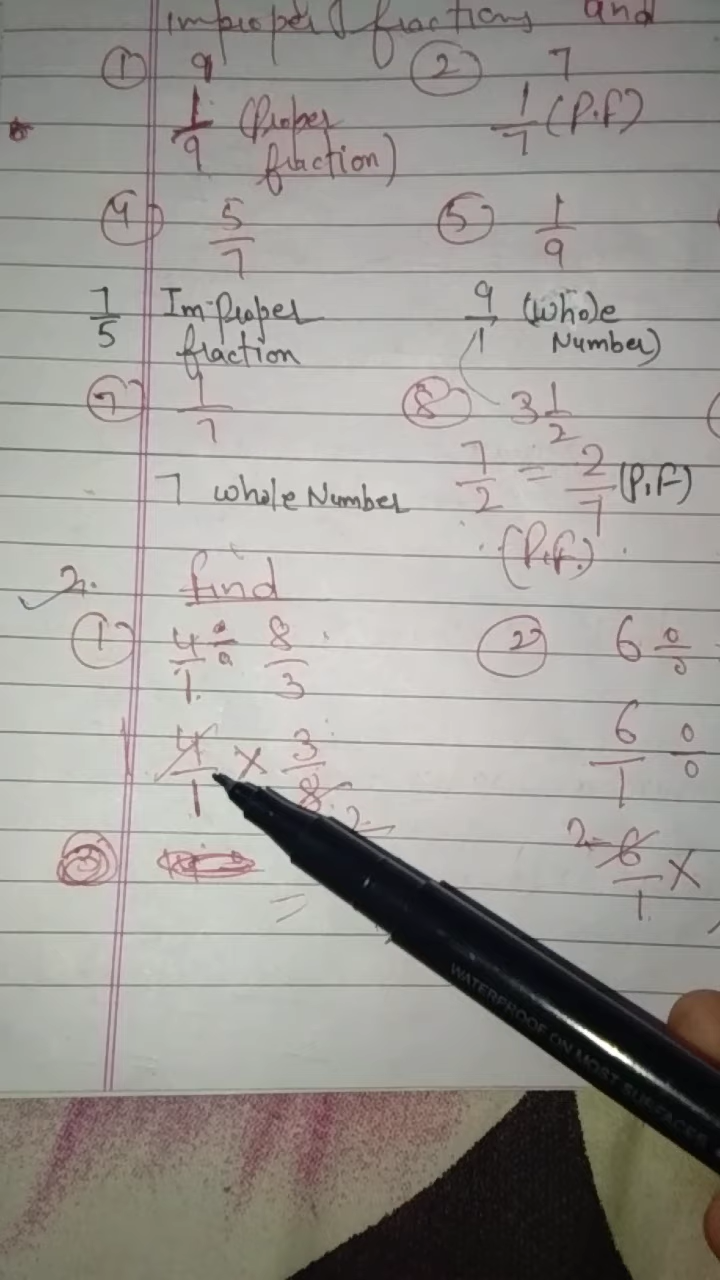 Improper fractions and
① 9 ② 7
1/9 (Proper fraction) 1/7 (P.F)
④ 5/7 ⑤ 1/9
7/5 Improper fraction 9/1 (Whole Number)
⑦ 1/7 ⑧ 3 1/2
7 Whole Number 7/2 = 2/7 (P.F)
(P.F.)
2. find
① 4/1 ÷ 8/3 ② 6 ÷
4/1 × 3/8 2 6/1 ÷
③ 2 6/1 ×
=
WATERPROOF ON MOST SURFACES